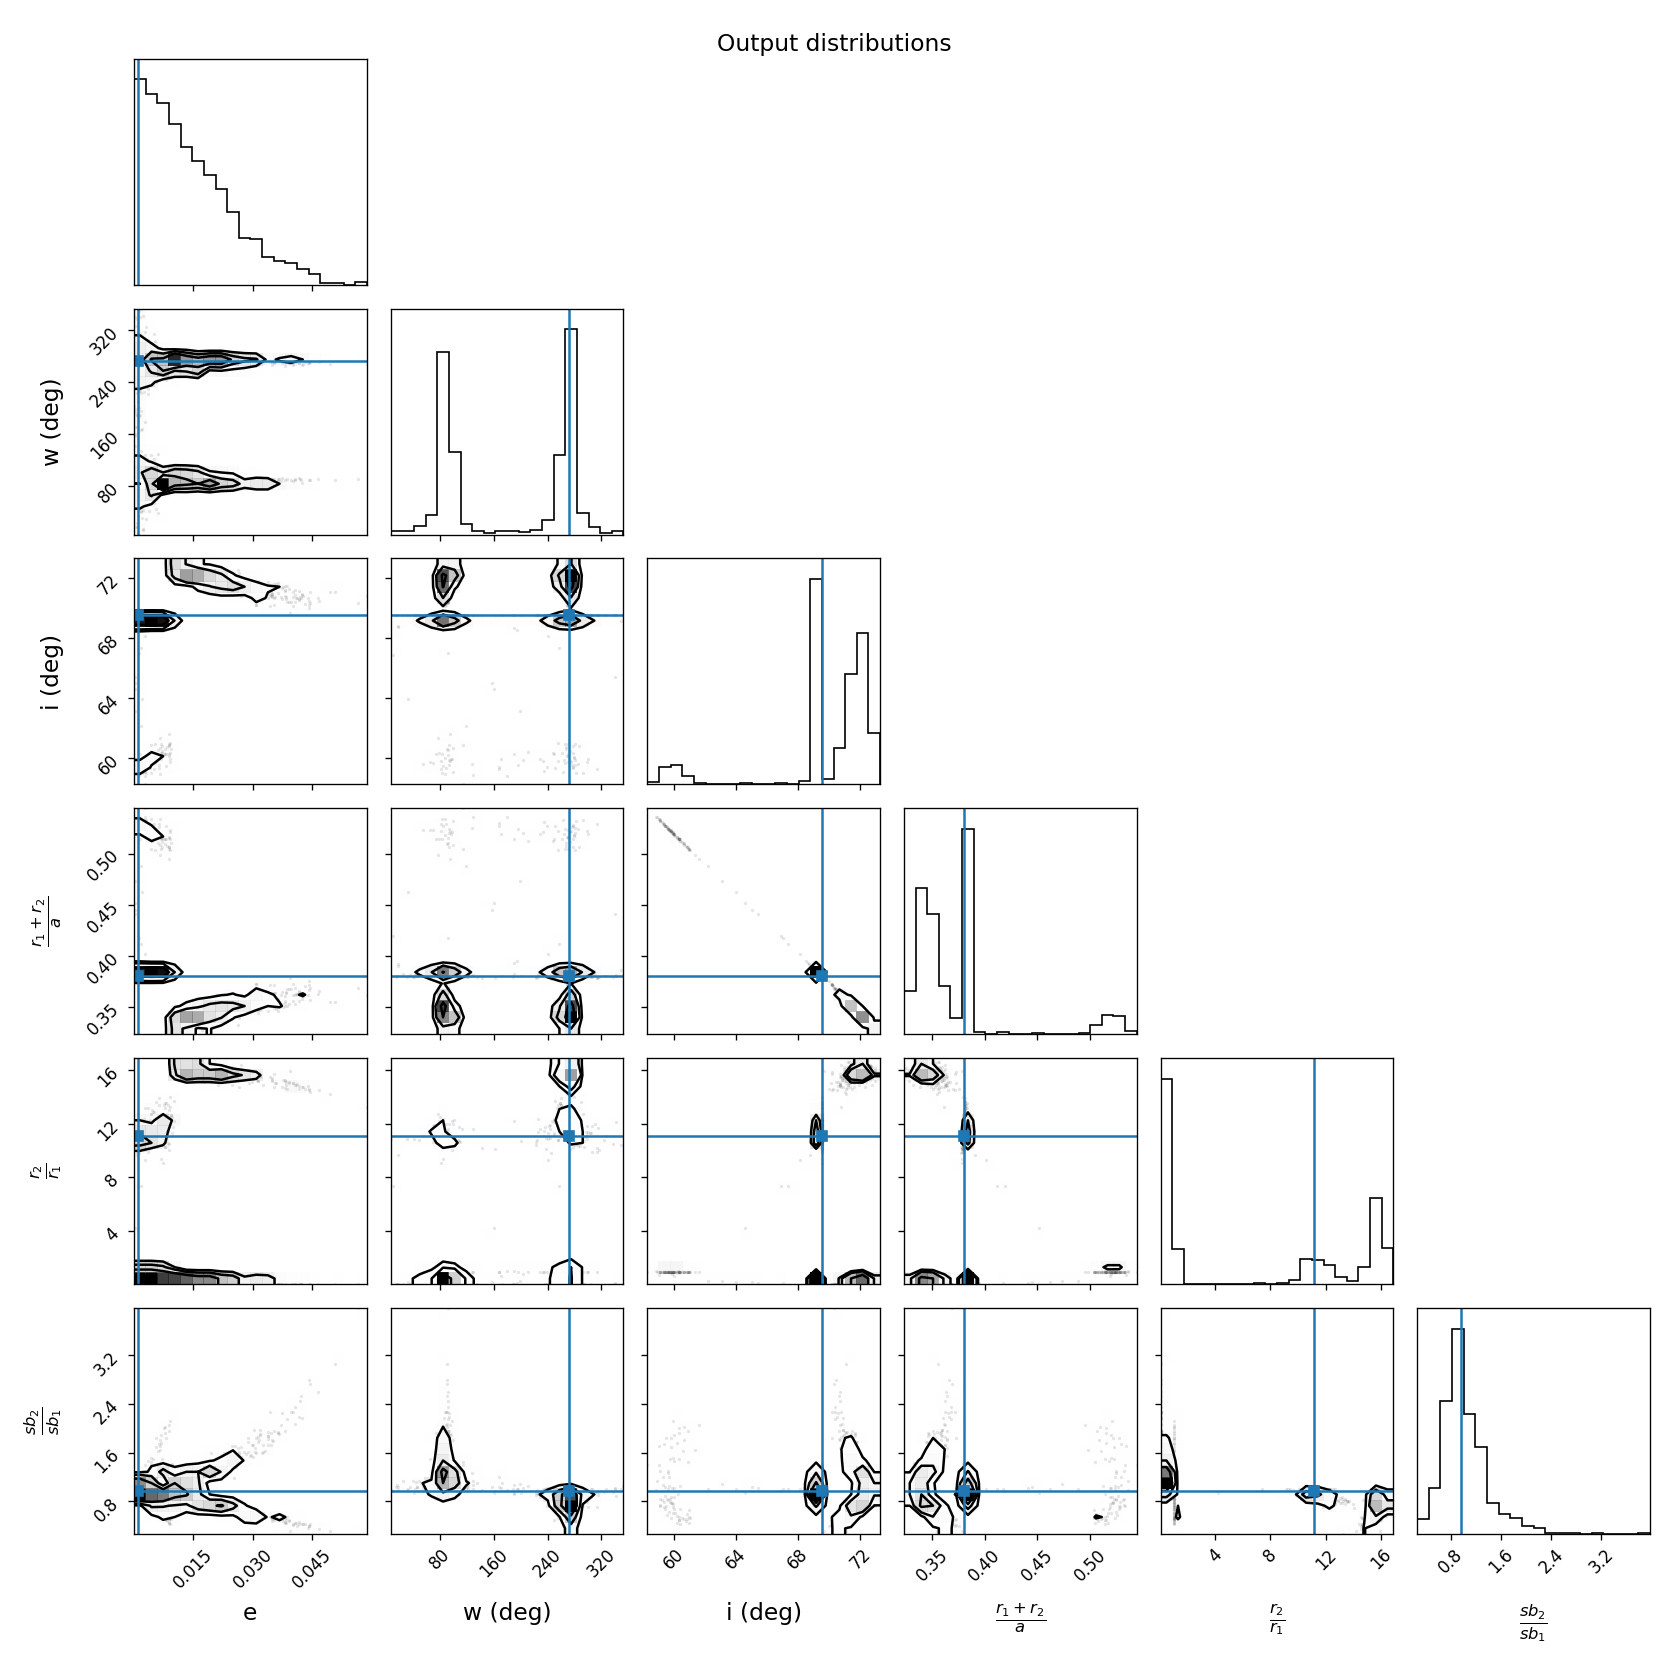 Output distributions
w (deg)
320
240
160
80
i (deg)
72
68
64
60
r₁ + r₂
a
0.50
0.45
0.40
0.35
r₂
r₁
16
12
8
4
sb₂
sb₁
3.2
2.4
1.6
0.8
0.015 0.030 0.045 80 160 240 320 60 64 68 72 0.35 0.40 0.45 0.50 4 8 12 16 0.8 1.6 2.4 3.2
e w (deg) i (deg) r₁ + r₂ r₂ sb₂
a r₁ sb₁